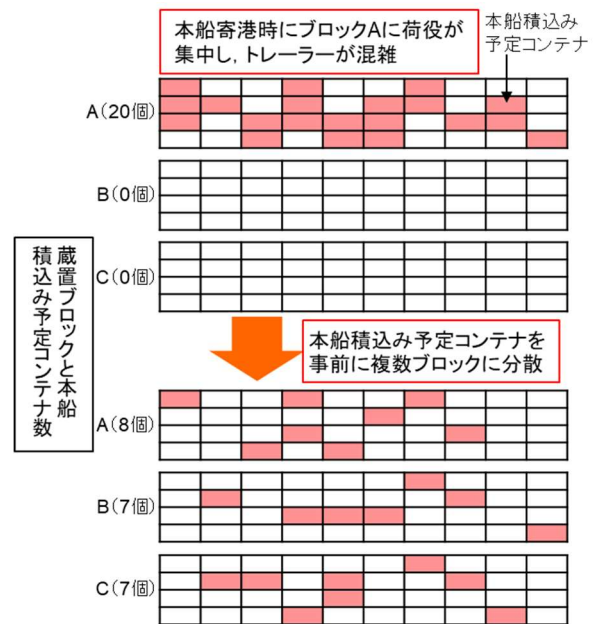 本船寄港時にブロックAに荷役が
集中し，トレーラーが混雑
本船積込み
予定コンテナ
A(20個)
B(0個)
C(0個)
蔵置ブロックと本船
積込み予定コンテナ数
本船積込み予定コンテナを
事前に複数ブロックに分散
A(8個)
B(7個)
C(7個)